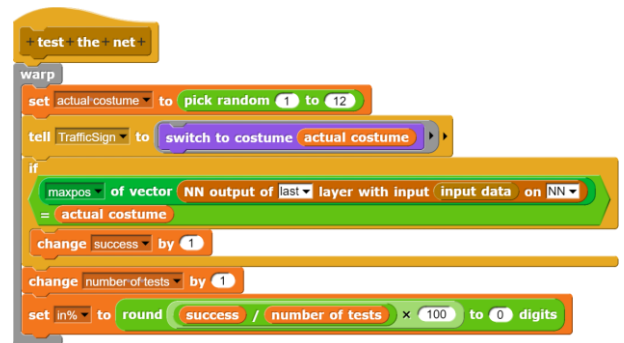 + test + the + net +
warp
set actual costume to pick random 1 to 12
tell TrafficSign to switch to costume actual costume
if
maxpos of vector NN output of last layer with input input data on NN
= actual costume
change success by 1
change number of tests by 1
set in% to round success / number of tests × 100 to 0 digits